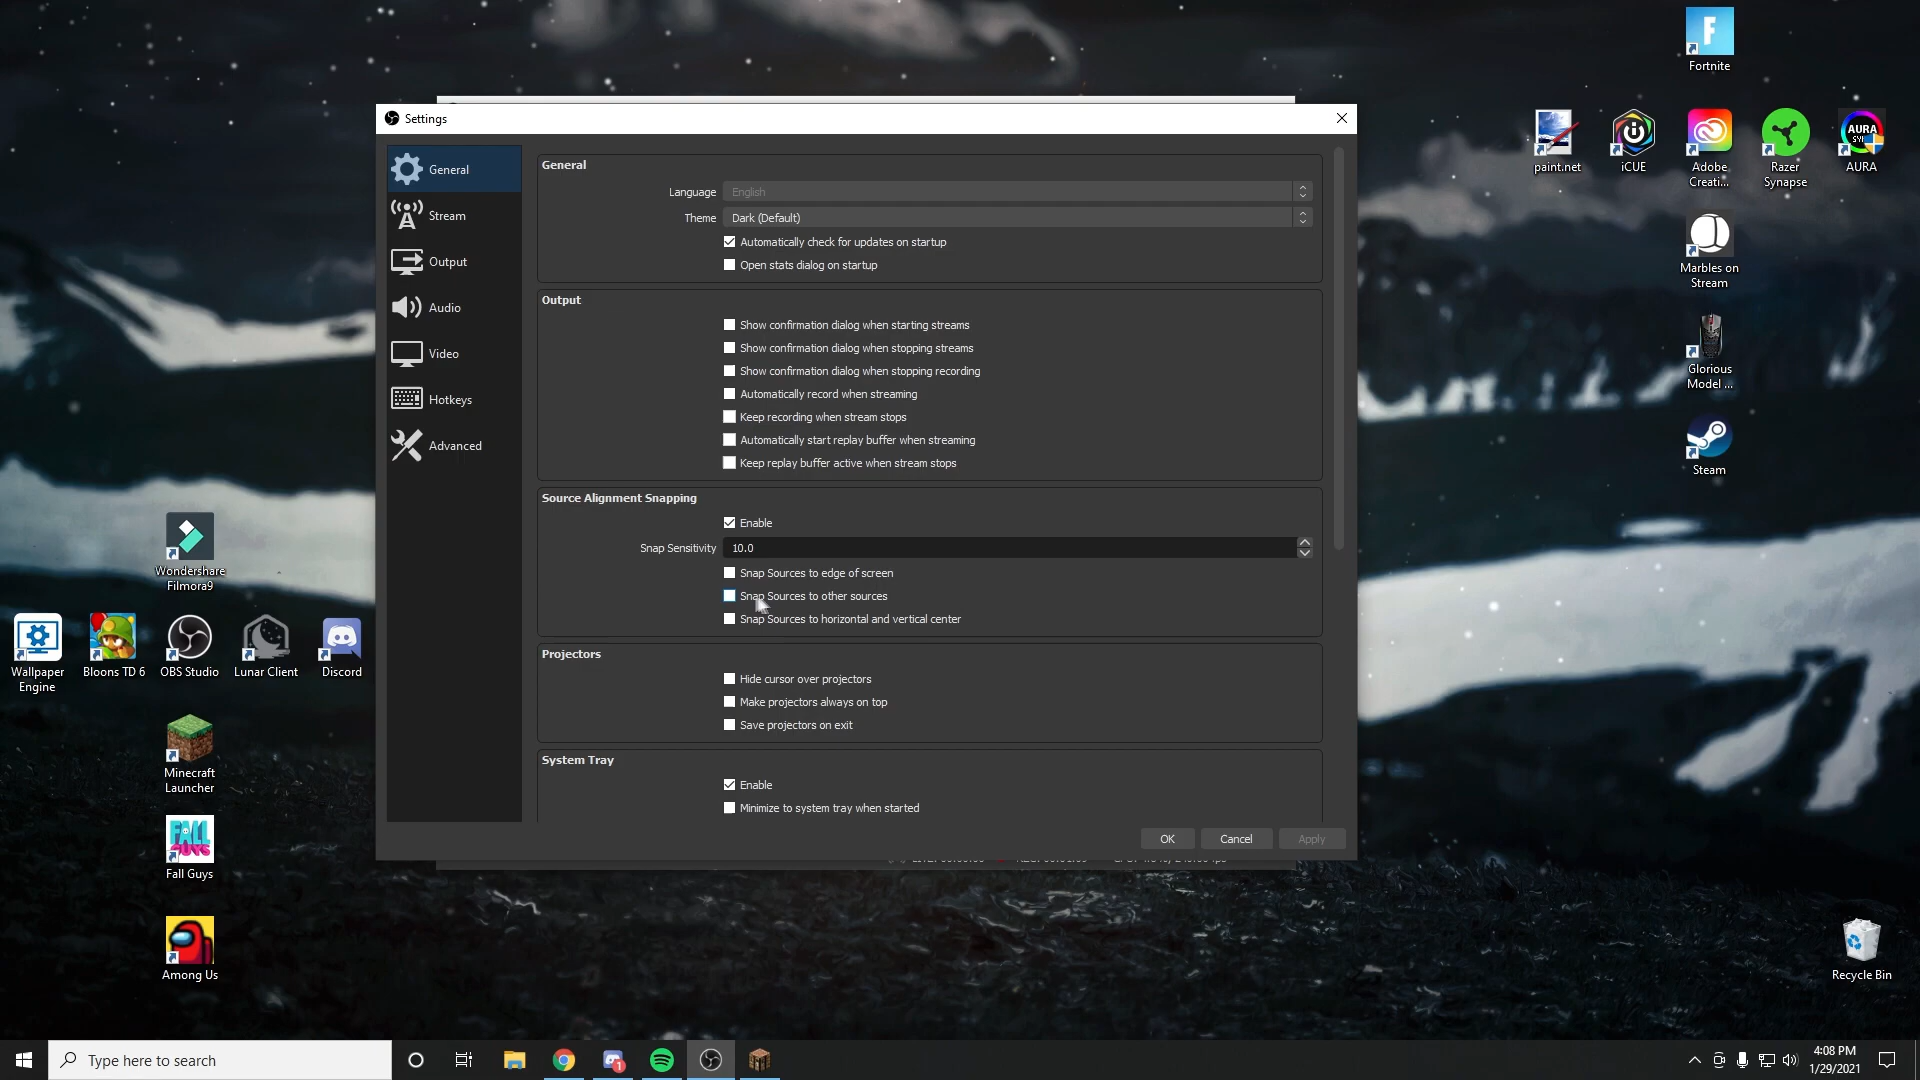 Fortnite
paint.net
iCUE
Adobe
Creati...
Razer
Synapse
AURA
SY
AURA
Marbles on
Stream
Glorious
Model ...
Steam
Settings
General
Stream
Output
Audio
Video
Hotkeys
Advanced
General
Language English
Theme Dark (Default)
Automatically check for updates on startup
Open stats dialog on startup
Output
Show confirmation dialog when starting streams
Show confirmation dialog when stopping streams
Show confirmation dialog when stopping recording
Automatically record when streaming
Keep recording when stream stops
Automatically start replay buffer when streaming
Keep replay buffer active when stream stops
Source Alignment Snapping
Enable
Snap Sensitivity 10.0
Snap Sources to edge of screen
Snap Sources to other sources
Snap Sources to horizontal and vertical center
Projectors
Hide cursor over projectors
Make projectors always on top
Save projectors on exit
System Tray
Enable
Minimize to system tray when started
OK Cancel Apply
Wondershare
Filmora9
Wallpaper
Engine
Bloons TD 6
OBS Studio
Lunar Client
Discord
Minecraft
Launcher
FALL
GUYS
Fall Guys
Among Us
Recycle Bin
Type here to search
1
4:08 PM
1/29/2021